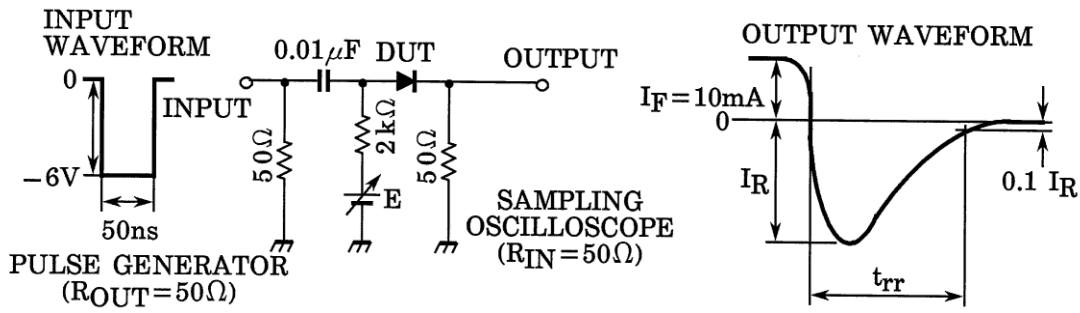 INPUT
WAVEFORM
0
−6V
50ns
PULSE GENERATOR
(ROUT=50Ω)
INPUT
0.01μF
DUT
OUTPUT
50Ω
2kΩ
E
50Ω
SAMPLING
OSCILLOSCOPE
(RIN=50Ω)
OUTPUT WAVEFORM
IF=10mA
0
IR
0.1 IR
trr